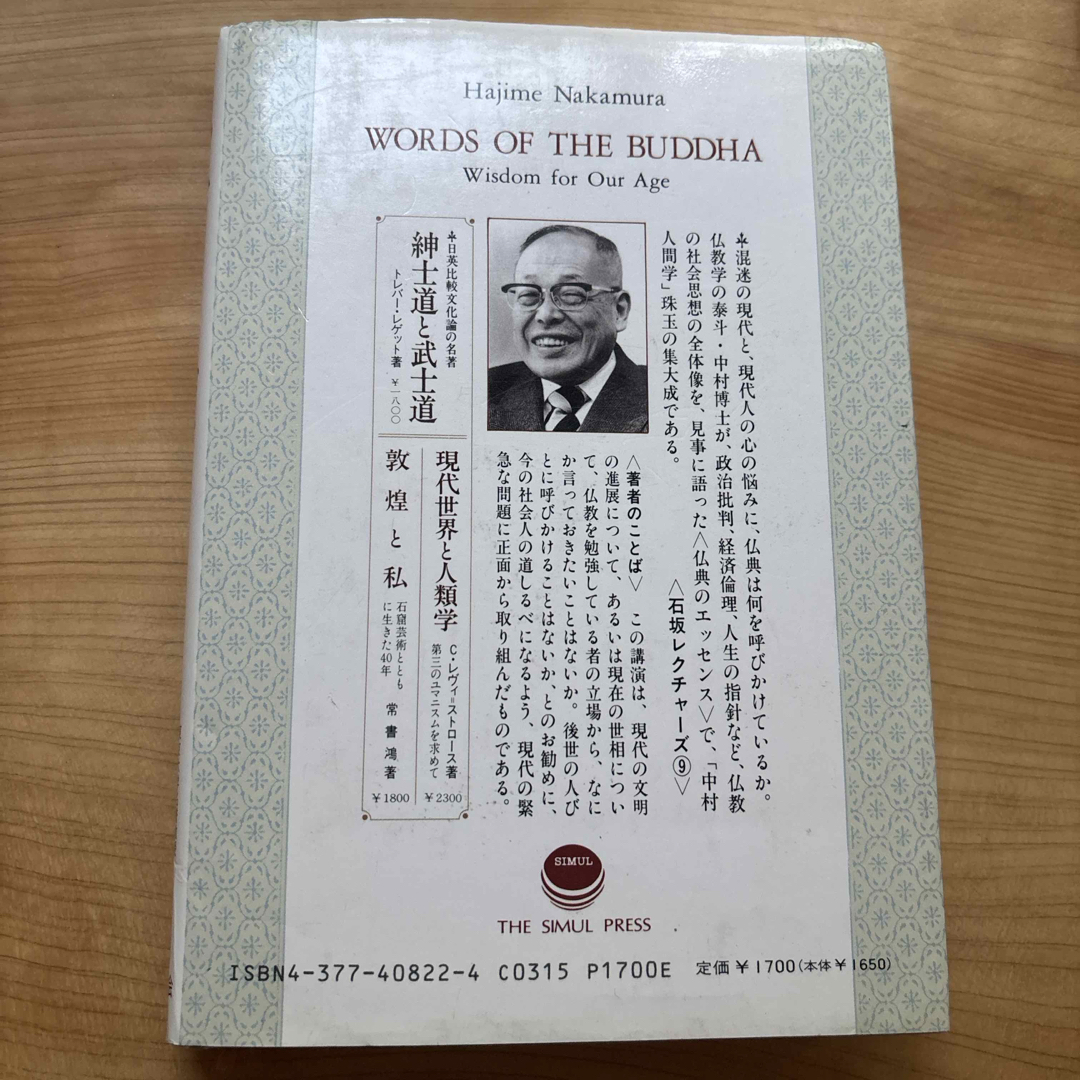 Hajime Nakamura
WORDS OF THE BUDDHA
Wisdom for Our Age
混迷の現代と、現代人の心の悩みに、仏典は何を呼びかけているか。
仏教学の泰斗・中村博士が、政治批判、経済倫理、人生の指針など、仏教
の社会思想の全体像を、見事に語った〈仏典のエッセンス〉で、「中村
人間学」珠玉の集大成である。
〈石坂レクチャーズ⑨〉
〈著者のことば〉 この講演は、現代の文明
の進展について、あるいは現在の世相につい
て、仏教を勉強している者の立場から、なに
か言っておきたいことはないか。後世の人び
とに呼びかけることはないか、とのお勧めに、
今の社会人の道しるべになるよう、現代の緊
急な問題に正面から取り組んだものである。
日英比較文化論の名著
紳士道と武士道
トレバー・レゲット著 ¥一八〇〇
現代世界と人類学
C・レヴィ=ストロース著
第三のユマニスムを求めて
¥2300
敦煌と私
石窟芸術ととも
に生きた40年
常書鴻著
¥1800
SIMUL
THE SIMUL PRESS
ISBN4-377-40822-4 C0315 P1700E 定価¥1700(本体¥1650)